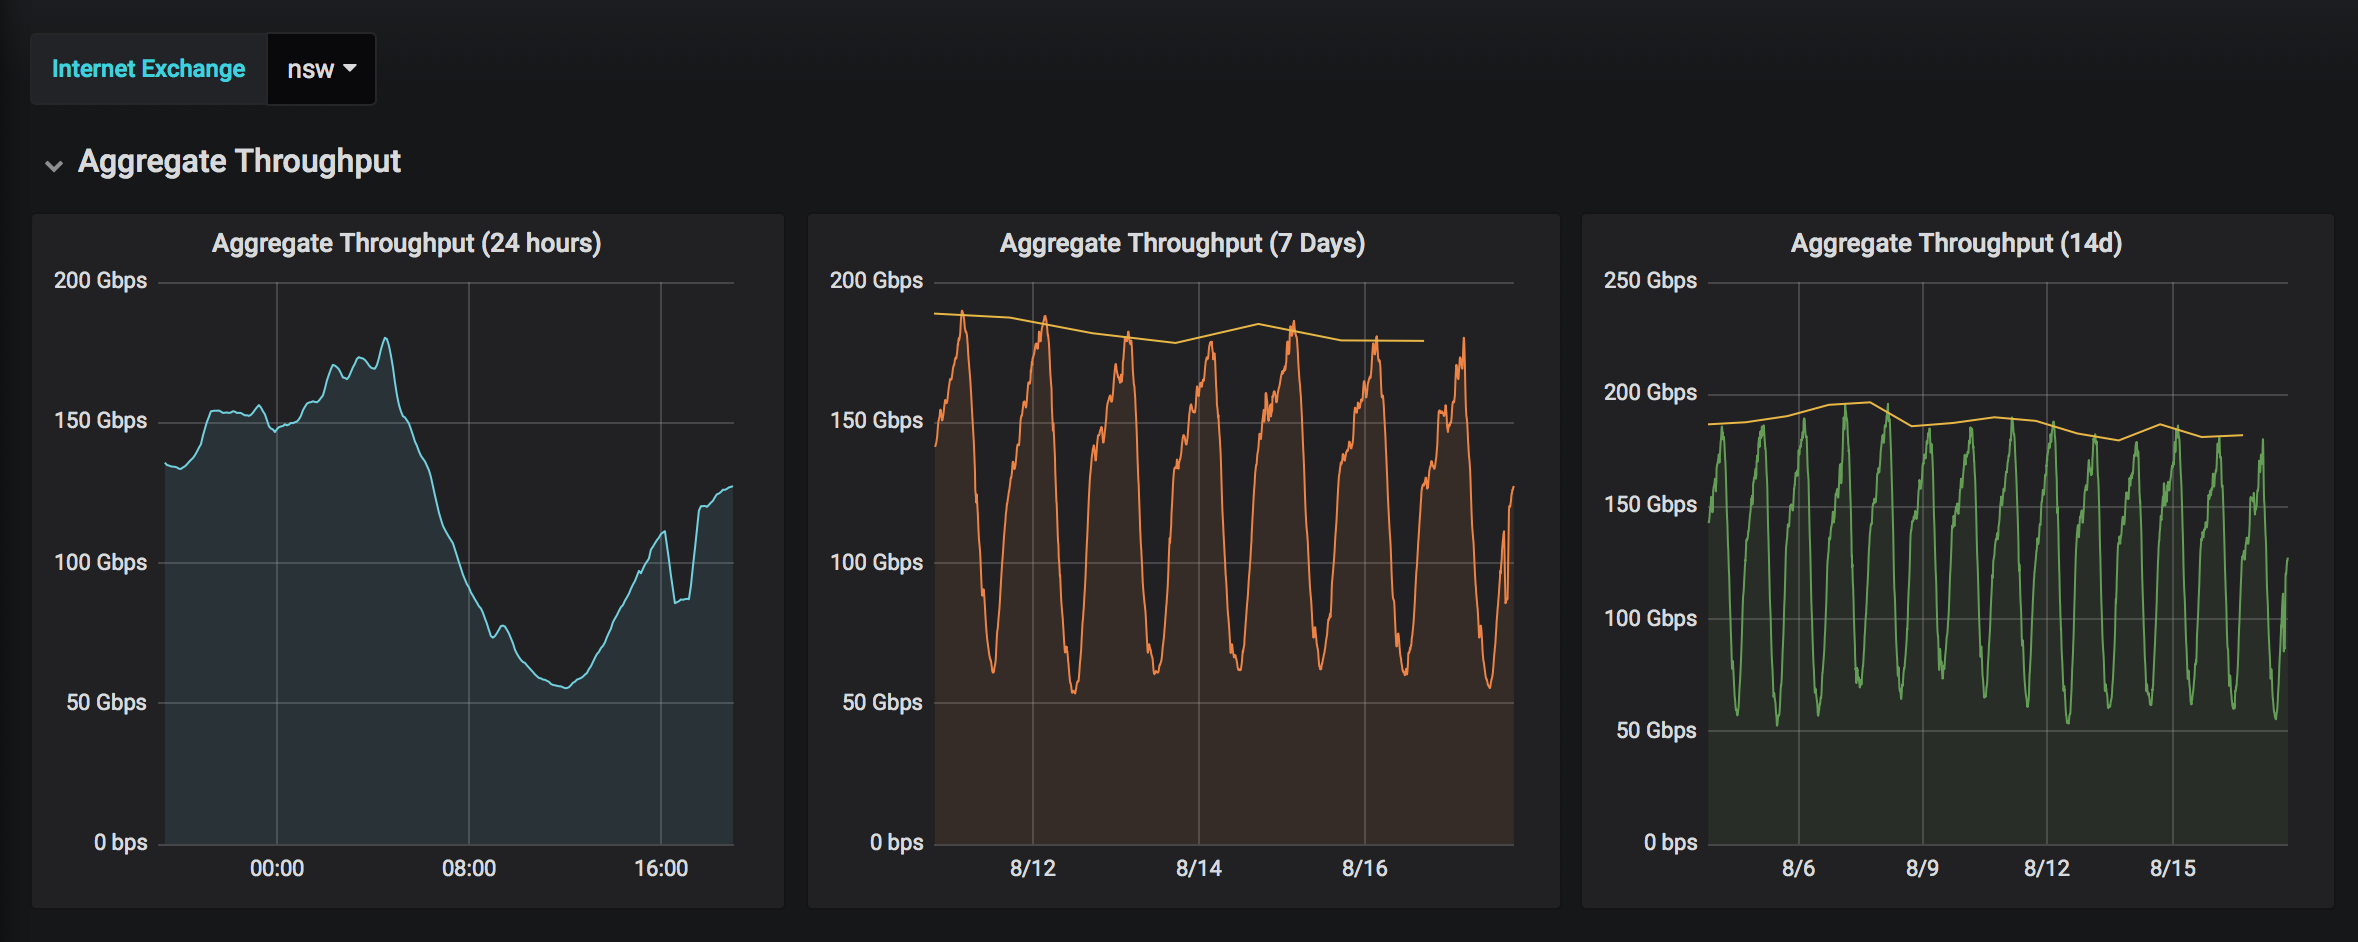 Internet Exchange nsw
Aggregate Throughput
Aggregate Throughput (24 hours)
200 Gbps
150 Gbps
100 Gbps
50 Gbps
0 bps
00:00 08:00 16:00
Aggregate Throughput (7 Days)
200 Gbps
150 Gbps
100 Gbps
50 Gbps
0 bps
8/12 8/14 8/16
Aggregate Throughput (14d)
250 Gbps
200 Gbps
150 Gbps
100 Gbps
50 Gbps
0 bps
8/6 8/9 8/12 8/15